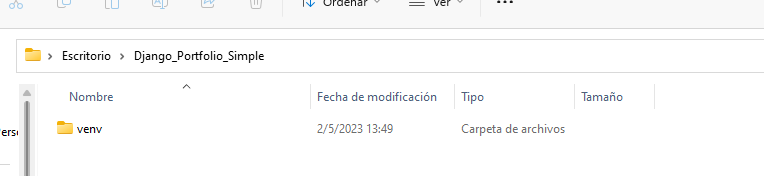 Ordenar Ver
Escritorio Django_Portfolio_Simple
Nombre Fecha de modificación Tipo Tamaño
venv 2/5/2023 13:49 Carpeta de archivos